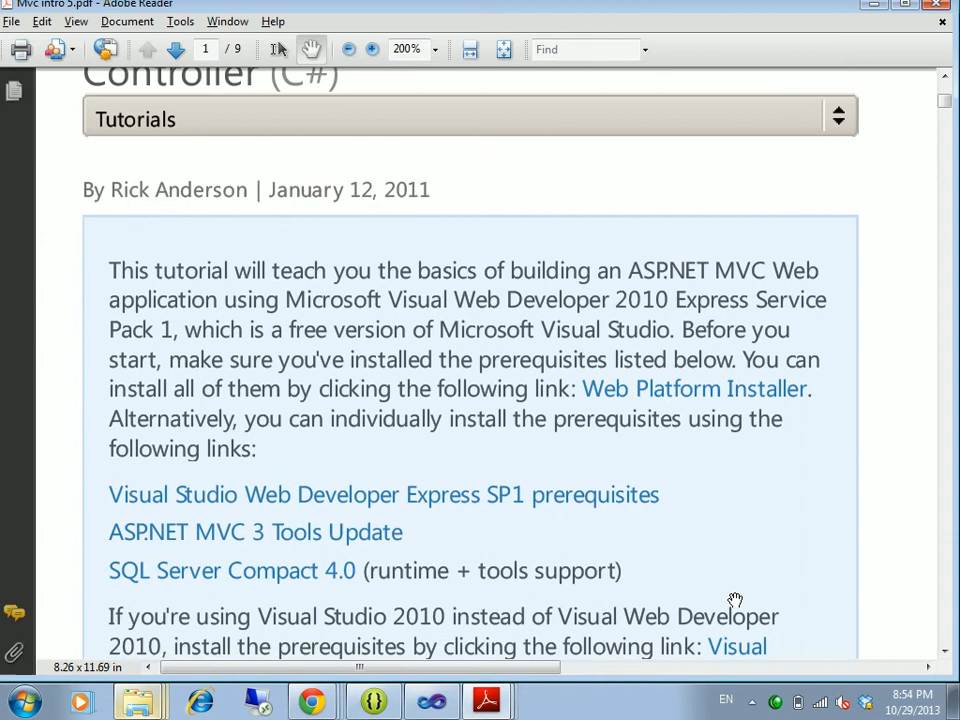 Mvc intro 5.pdf - Adobe Reader
File Edit View Document Tools Window Help
1 / 9 200% Find
Controller (C#)
Tutorials
By Rick Anderson | January 12, 2011
This tutorial will teach you the basics of building an ASP.NET MVC Web
application using Microsoft Visual Web Developer 2010 Express Service
Pack 1, which is a free version of Microsoft Visual Studio. Before you
start, make sure you've installed the prerequisites listed below. You can
install all of them by clicking the following link: Web Platform Installer.
Alternatively, you can individually install the prerequisites using the
following links:
Visual Studio Web Developer Express SP1 prerequisites
ASP.NET MVC 3 Tools Update
SQL Server Compact 4.0 (runtime + tools support)
If you're using Visual Studio 2010 instead of Visual Web Developer
2010, install the prerequisites by clicking the following link: Visual
8.26 x 11.69 in
EN
8:54 PM
10/29/2013